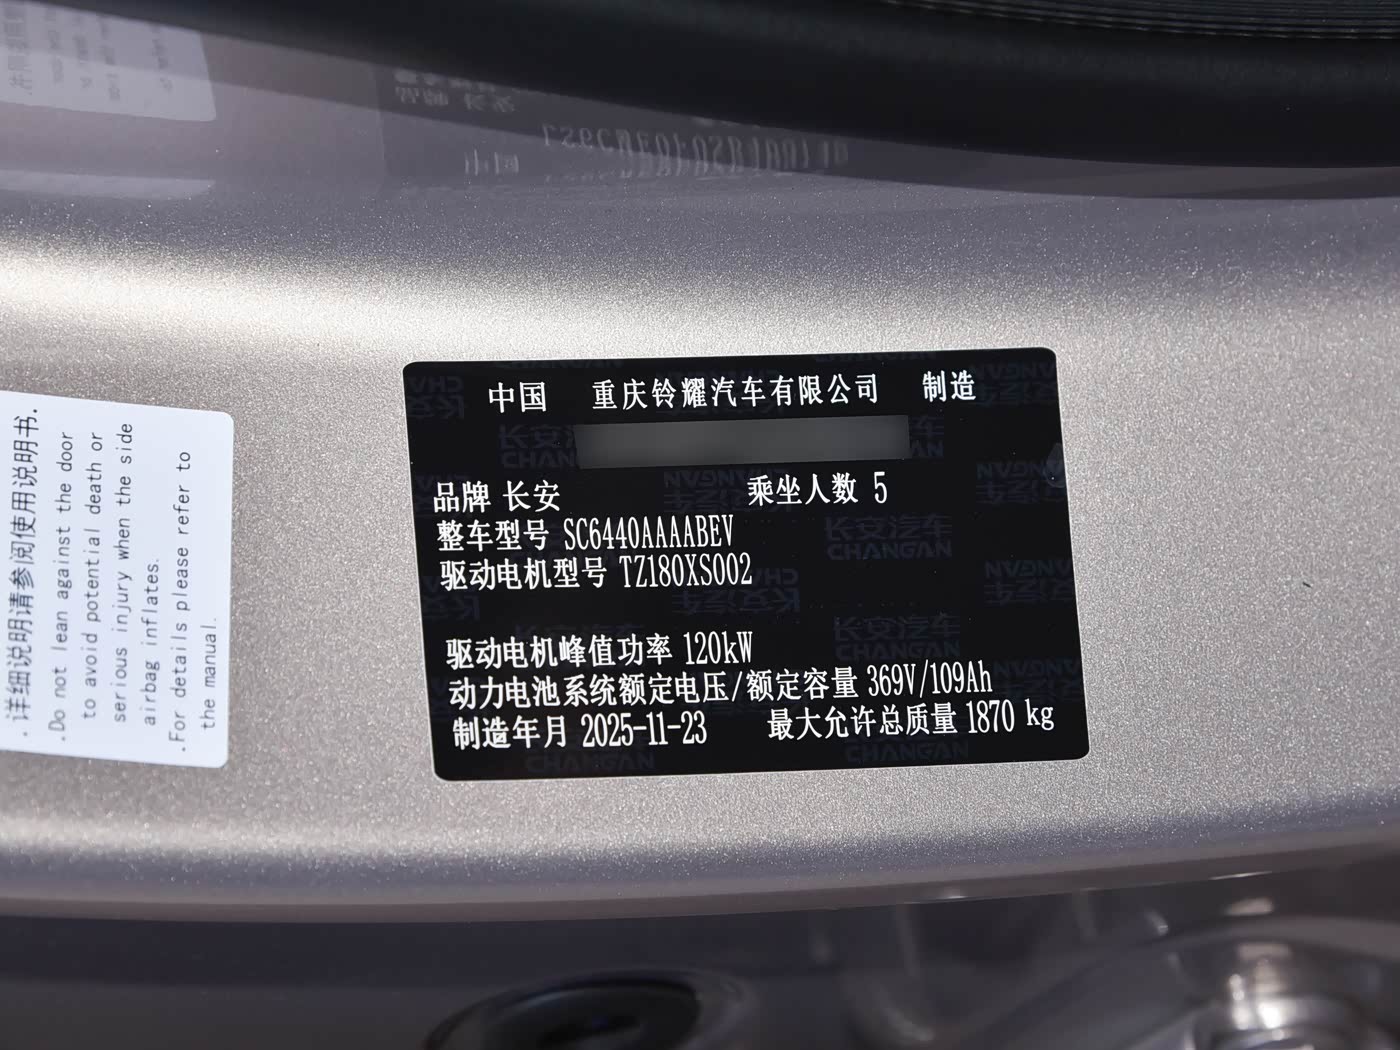 中国 重庆铃耀汽车有限公司 制造
品牌 长安 乘坐人数 5
整车型号 SC6440AAAABEV
驱动电机型号 TZ180XS002
驱动电机峰值功率 120kW
动力电池系统额定电压/额定容量 369V/109Ah
制造年月 2025-11-23 最大允许总质量 1870 kg
长安汽车
CHANGAN
.详细说明请参阅使用说明书.
.Do not lean against the door
to avoid potential death or
serious injury when the side
airbag inflates.
.For details please refer to
the manual.